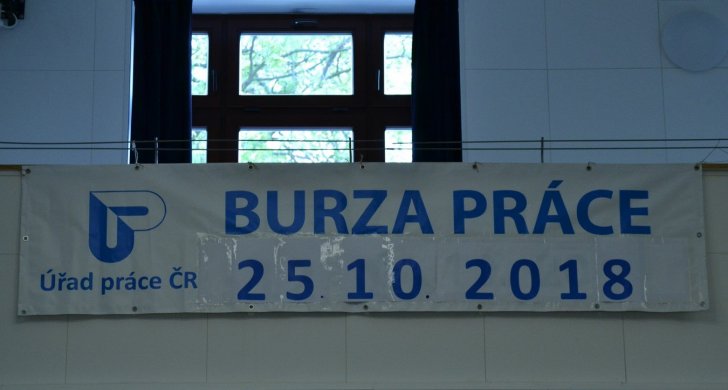 BURZA PRÁCE
Úřad práce ČR
25.10.2018